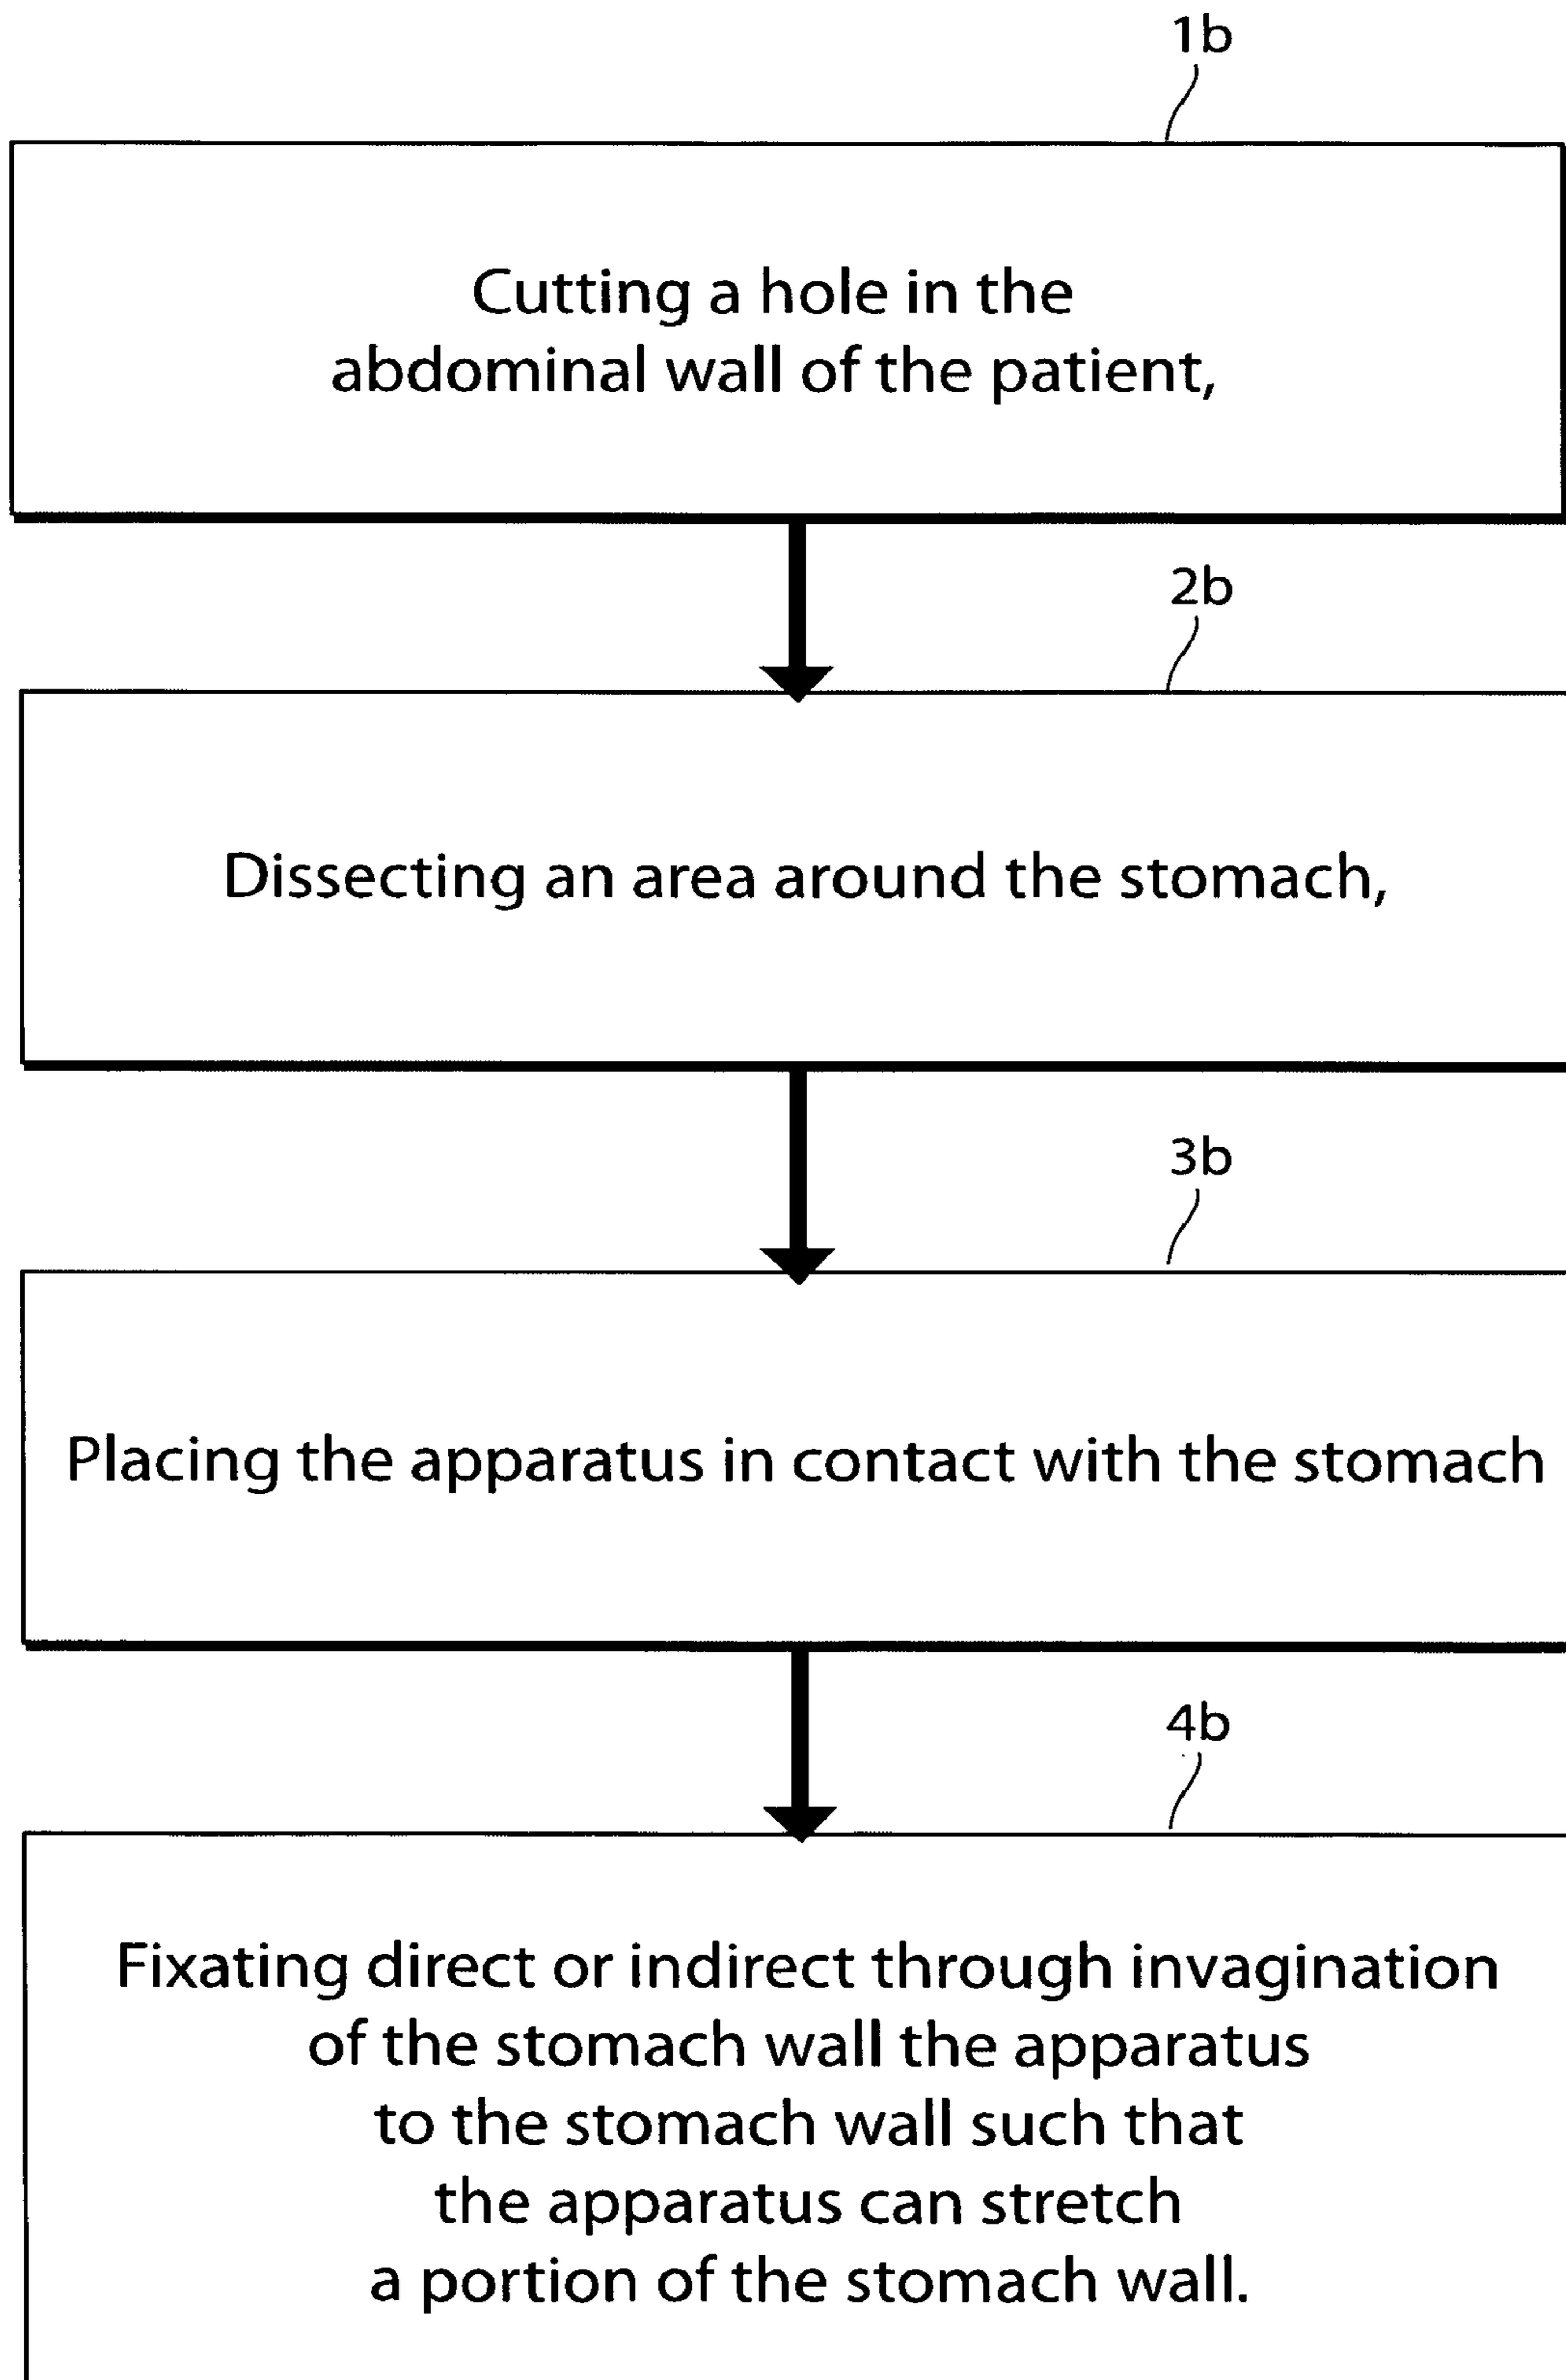 1b
Cutting a hole in the
abdominal wall of the patient,
2b
Dissecting an area around the stomach,
3b
Placing the apparatus in contact with the stomach
4b
Fixating direct or indirect through invagination
of the stomach wall the apparatus
to the stomach wall such that
the apparatus can stretch
a portion of the stomach wall.